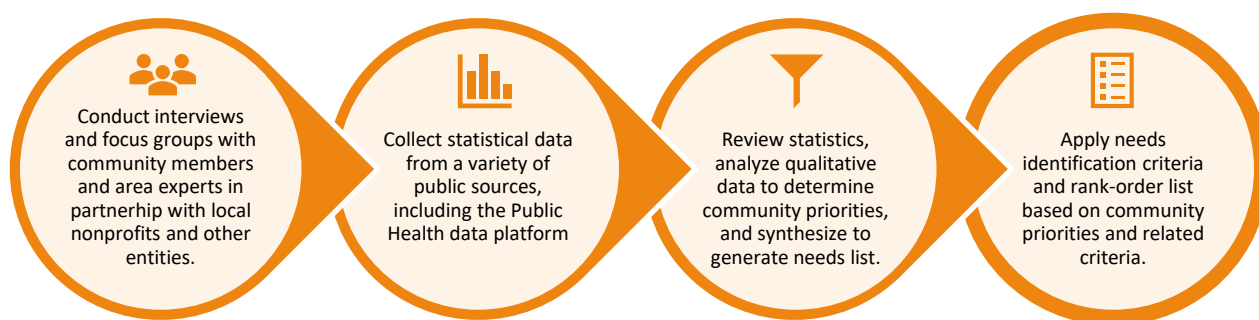 Conduct interviews
and focus groups with
community members
and area experts in
partnerhip with local
nonprofits and other
entities.
Collect statistical data
from a variety of
public sources,
including the Public
Health data platform
Review statistics,
analyze qualitative
data to determine
community priorities,
and synthesize to
generate needs list.
Apply needs
identification criteria
and rank-order list
based on community
priorities and related
criteria.